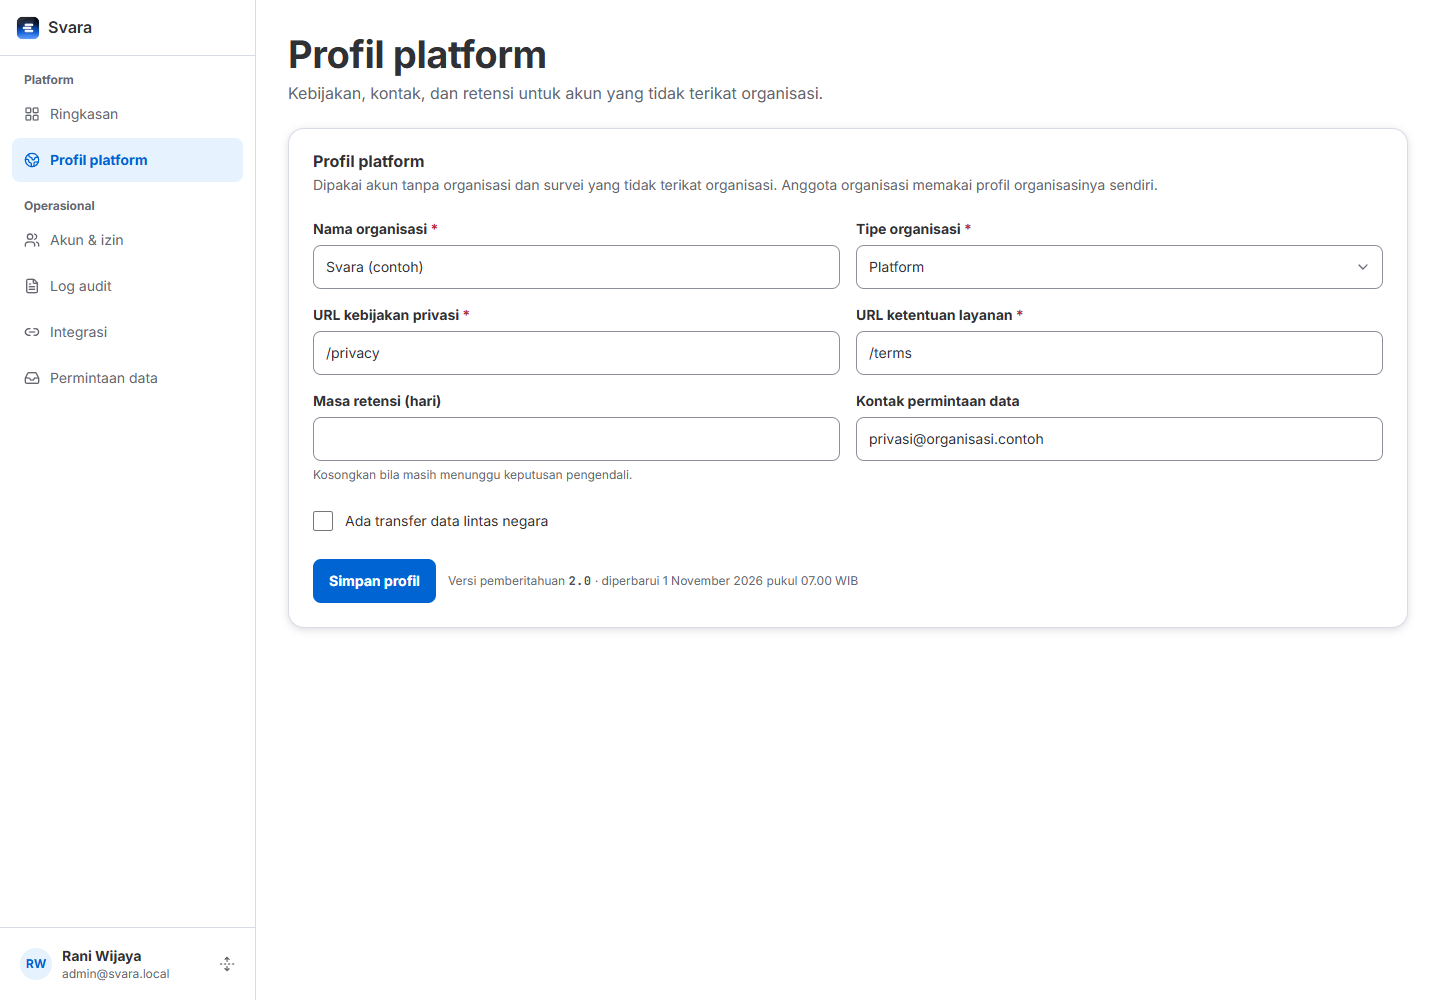 Svara
Platform
Ringkasan
Profil platform
Operasional
Akun & izin
Log audit
Integrasi
Permintaan data
RW
Rani Wijaya
admin@svara.local
Profil platform
Kebijakan, kontak, dan retensi untuk akun yang tidak terikat organisasi.
Profil platform
Dipakai akun tanpa organisasi dan survei yang tidak terikat organisasi. Anggota organisasi memakai profil organisasinya sendiri.
Nama organisasi *
Svara (contoh)
Tipe organisasi *
Platform
URL kebijakan privasi *
/privacy
URL ketentuan layanan *
/terms
Masa retensi (hari)
Kosongkan bila masih menunggu keputusan pengendali.
Kontak permintaan data
privasi@organisasi.contoh
Ada transfer data lintas negara
Simpan profil
Versi pemberitahuan 2.0 · diperbarui 1 November 2026 pukul 07.00 WIB